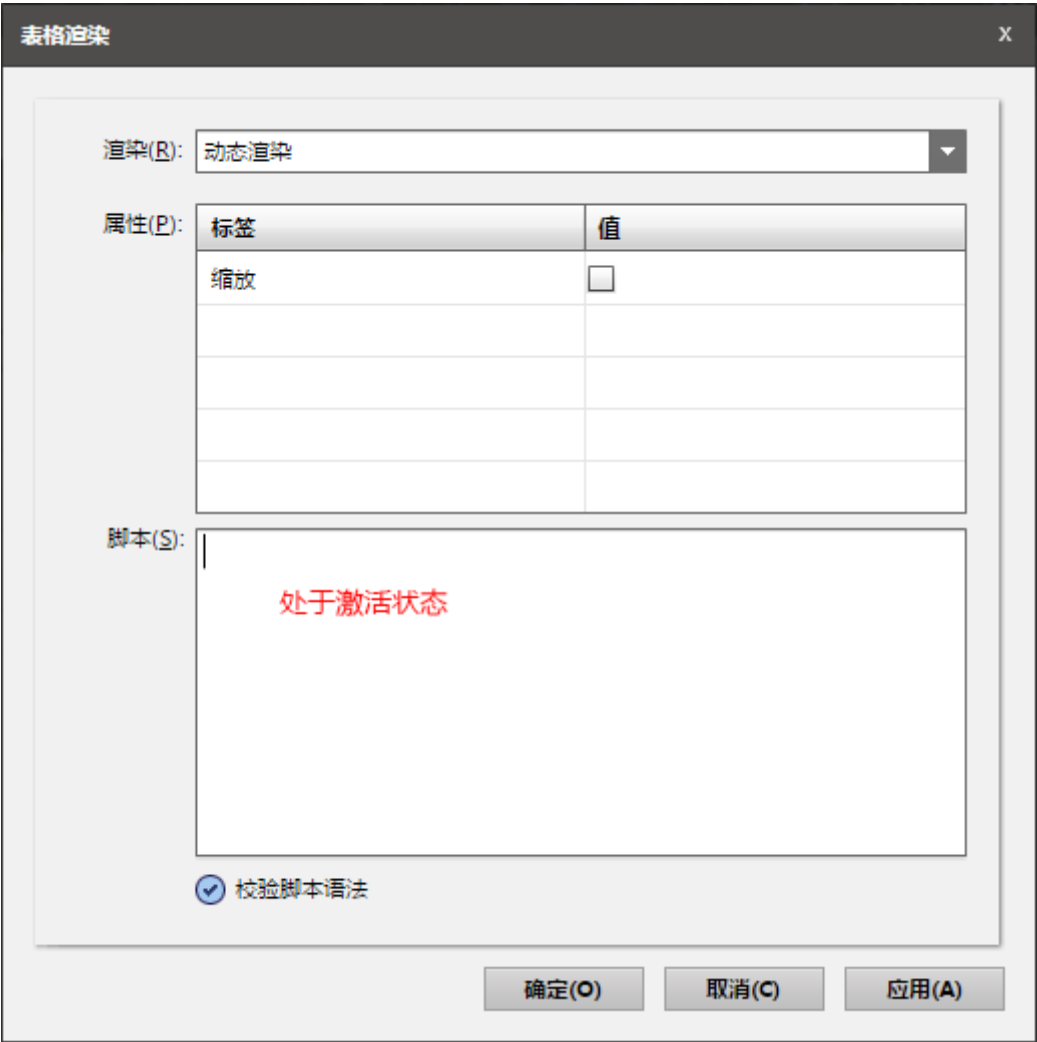 表格渲染 X
渲染(R): 动态渲染
属性(P): 标签 值
缩放
脚本(S):
处于激活状态
校验脚本语法
确定(O) 取消(C) 应用(A)